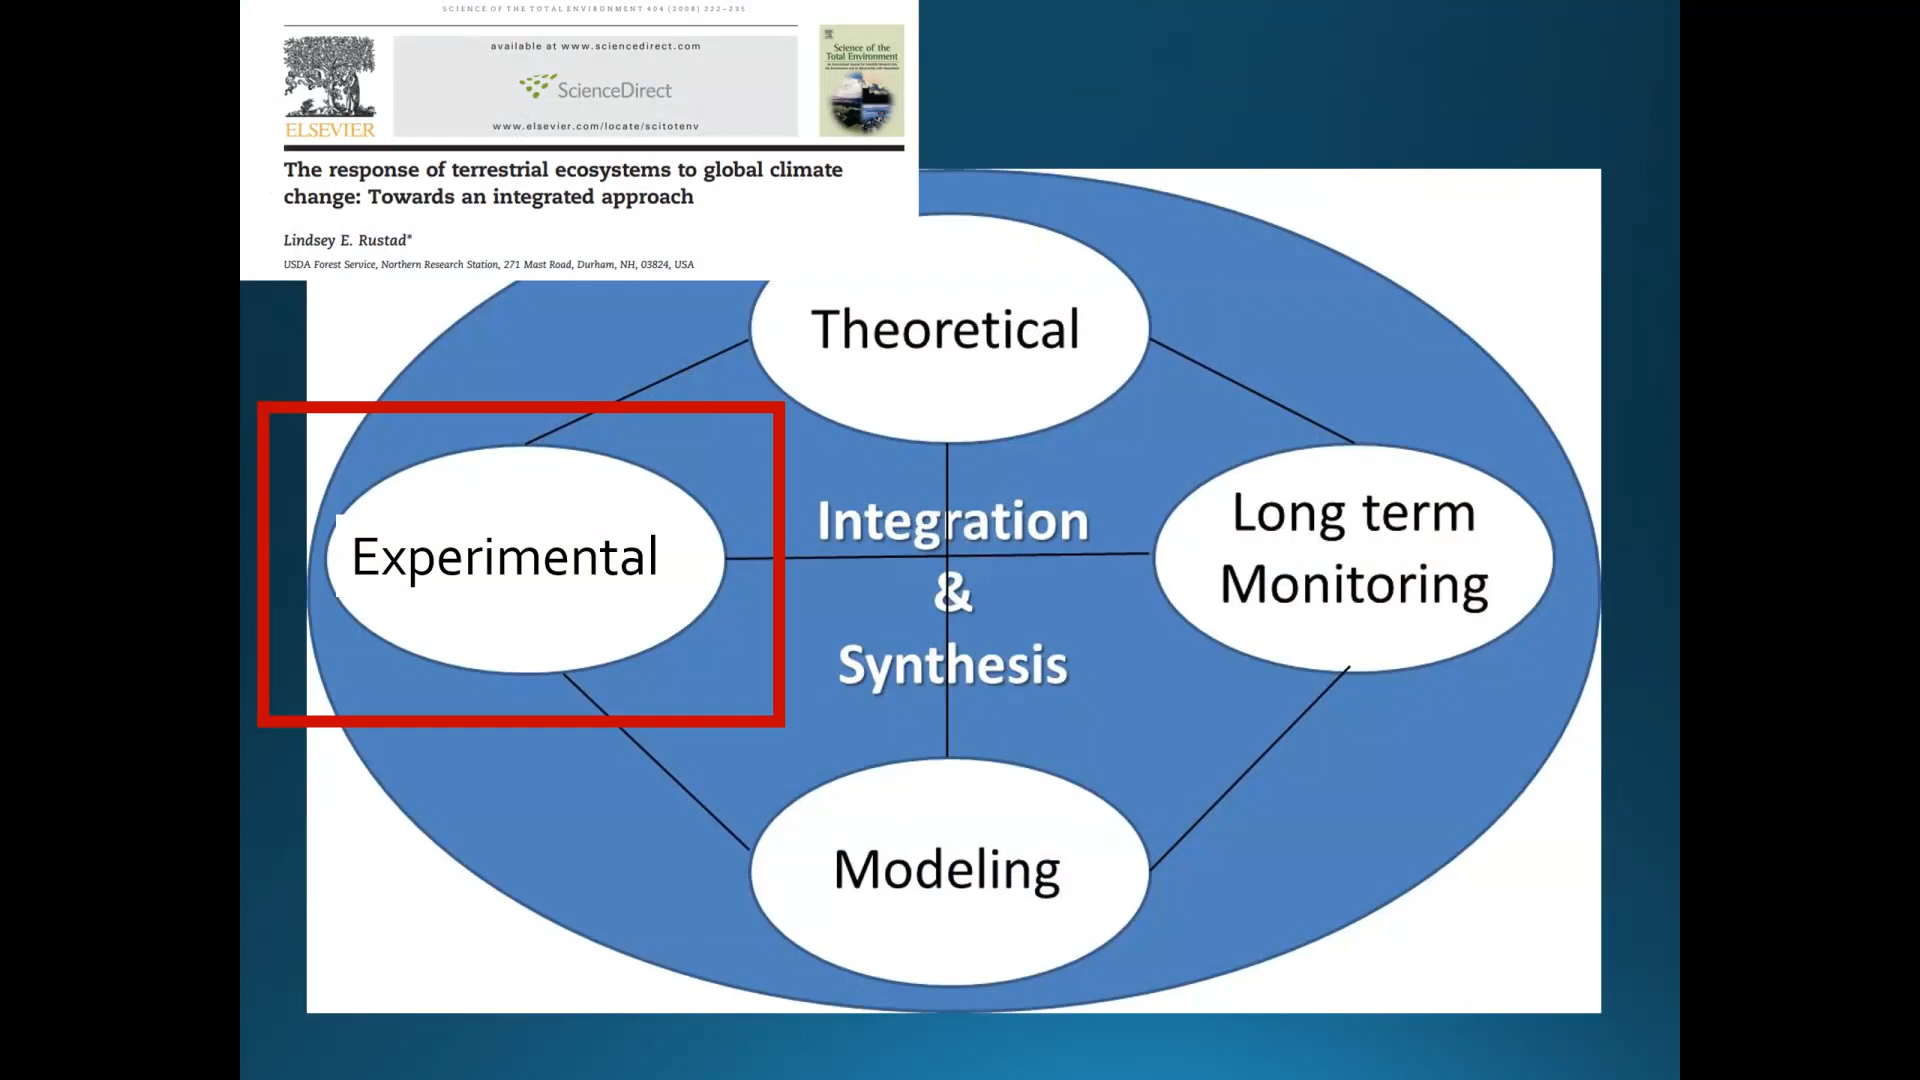 SCIENCE OF THE TOTAL ENVIRONMENT 404 (2008) 222–235
available at www.sciencedirect.com
ScienceDirect
www.elsevier.com/locate/scitotenv
ELSEVIER
Science of the
Total Environment
The response of terrestrial ecosystems to global climate
change: Towards an integrated approach
Lindsey E. Rustad*
USDA Forest Service, Northern Research Station, 271 Mast Road, Durham, NH, 03824, USA
Theoretical
Experimental
Integration
&
Synthesis
Long term
Monitoring
Modeling